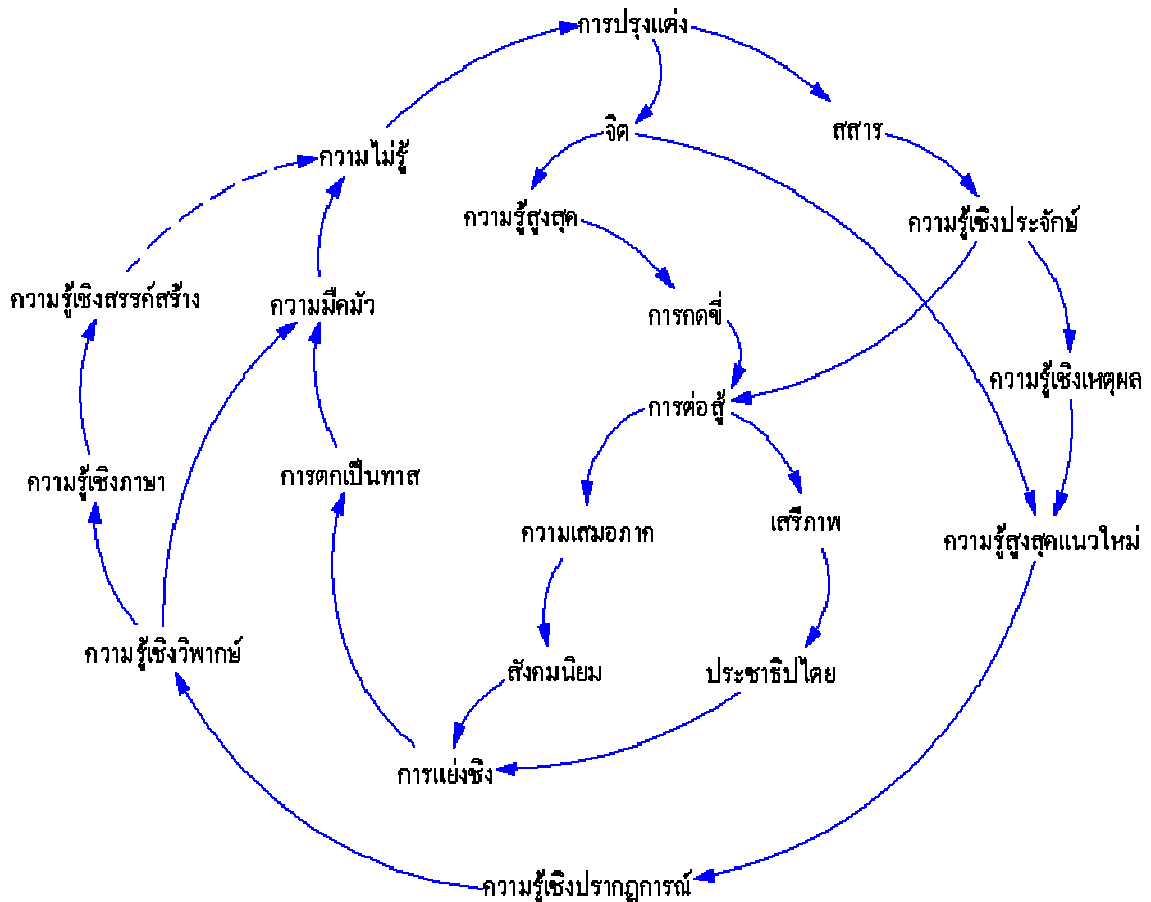 การปรุงแต่ง
จิต
สสาร
ความไม่รู้
ความรู้สูงสุด
ความรู้เชิงประจักษ์
ความรู้เชิงสรรค์สร้าง
ความมืดมัว
การกดขี่
ความรู้เชิงเหตุผล
การต่อสู้
ความรู้เชิงภาษา
การตกเป็นทาส
ความเสมอภาค
เสรีภาพ
ความรู้สูงสุดแนวใหม่
ความรู้เชิงวิพากษ์
สังคมนิยม
ประชาธิปไตย
การแย่งชิง
ความรู้เชิงปรากฏการณ์